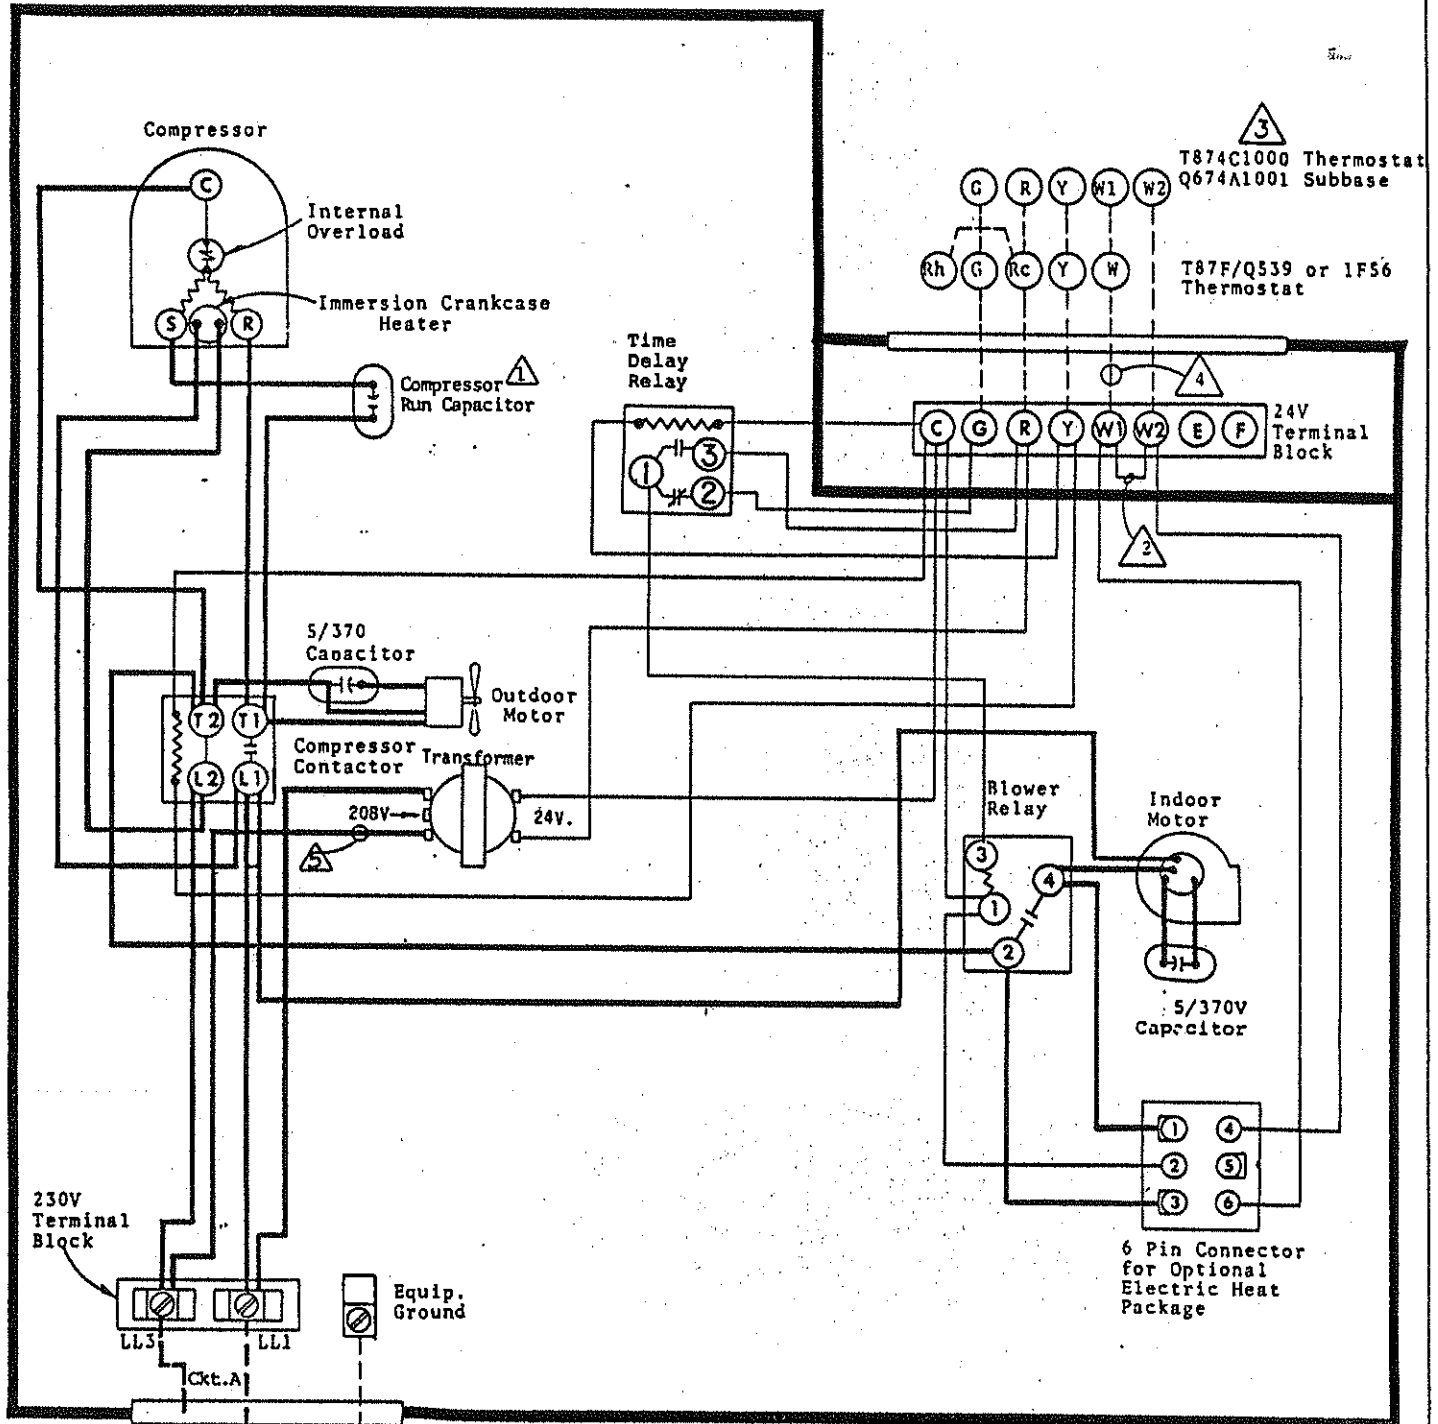 Compressor
C
Internal
Overload
Immersion Crankcase
Heater
S
R
Compressor 1
Run Capacitor
3
T874C1000 Thermostat
Q674A1001 Subbase
G R Y W1 W2
Rh G Rc Y W
T87F/Q539 or 1F56
Thermostat
4
Time
Delay
Relay
1
3
2
C G R Y W1 W2 E F
24V
Terminal
Block
2
5/370
Capacitor
Outdoor
Motor
T2 T1
L2 L1
Compressor
Contactor
Transformer
208V
24V.
5
Blower
Relay
3
4
1
2
Indoor
Motor
5/370V
Capacitor
1 4
2 5
3 6
6 Pin Connector
for Optional
Electric Heat
Package
230V
Terminal
Block
LL3
LL1
Equip.
Ground
Ckt.A